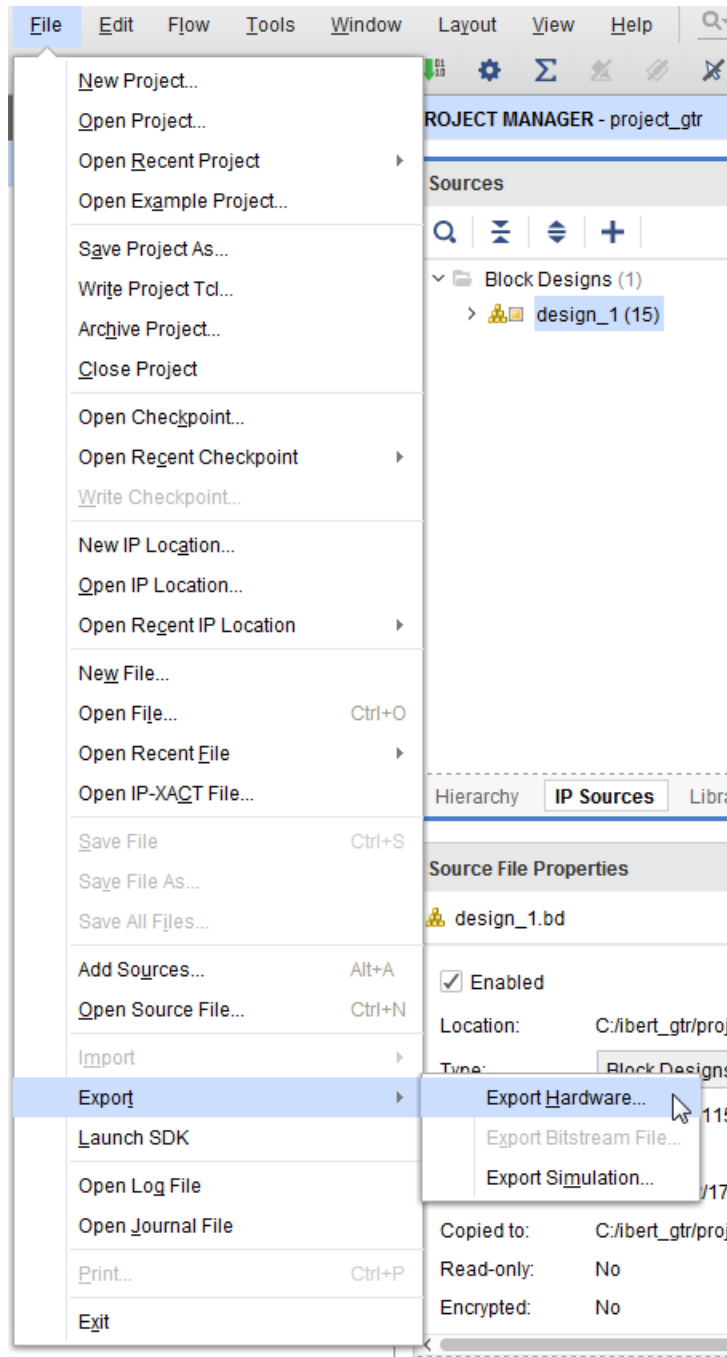 File Edit Flow Tools Window Layout View Help
New Project...
Open Project...
Open Recent Project
Open Example Project...
Save Project As...
Write Project Tcl...
Archive Project...
Close Project
Open Checkpoint...
Open Recent Checkpoint
Write Checkpoint...
New IP Location...
Open IP Location...
Open Recent IP Location
New File...
Open File... Ctrl+O
Open Recent File
Open IP-XACT File...
Save File Ctrl+S
Save File As...
Save All Files...
Add Sources... Alt+A
Open Source File... Ctrl+N
Import
Export
Launch SDK
Open Log File
Open Journal File
Print... Ctrl+P
Exit
Export Hardware...
Export Bitstream File...
Export Simulation...
ROJECT MANAGER - project_gtr
Sources
Block Designs (1)
design_1 (15)
Hierarchy IP Sources Libra
Source File Properties
design_1.bd
Enabled
Location: C:/ibert_gtr/proj
Type: Block Designs
115
/17
Copied to: C:/ibert_gtr/proj
Read-only: No
Encrypted: No